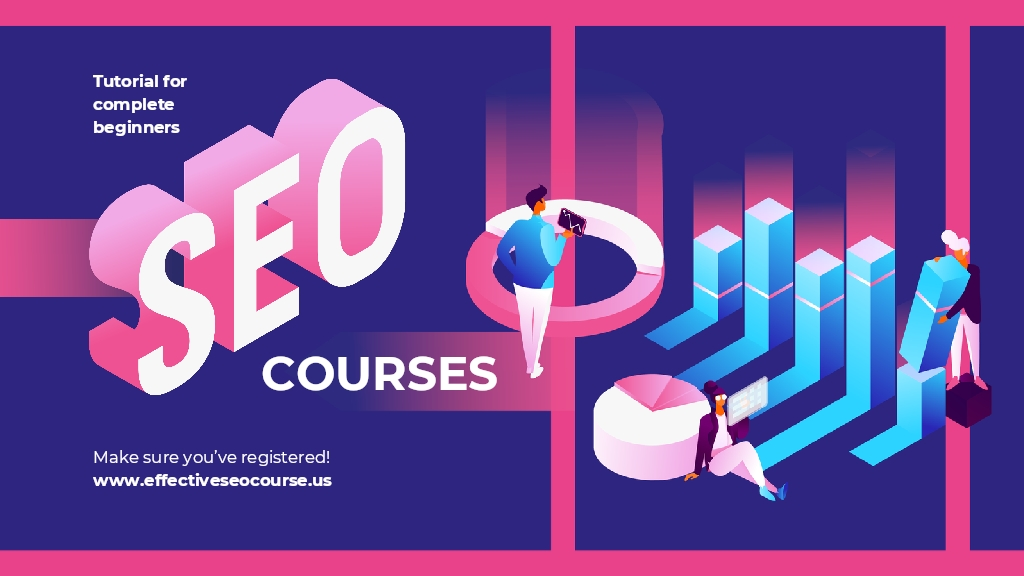 Tutorial for
complete
beginners
SEO
COURSES
Make sure you’ve registered!
www.effectiveseocourse.us